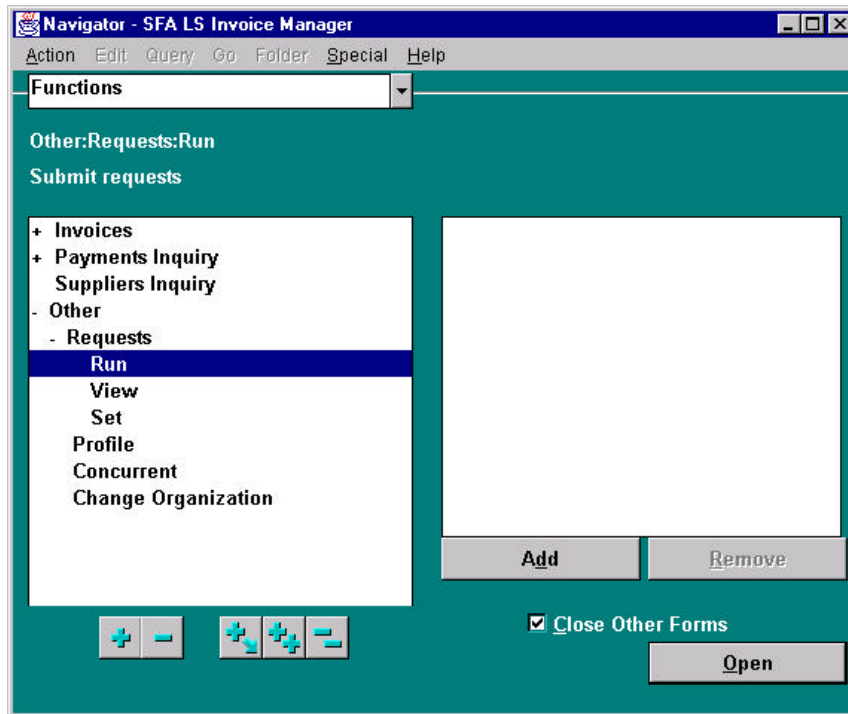 Navigator - SFA LS Invoice Manager
Action Edit Query Go Folder Special Help
Functions
Other:Requests:Run
Submit requests
+ Invoices
+ Payments Inquiry
Suppliers Inquiry
- Other
- Requests
Run
View
Set
Profile
Concurrent
Change Organization
Add Remove
Close Other Forms
Open